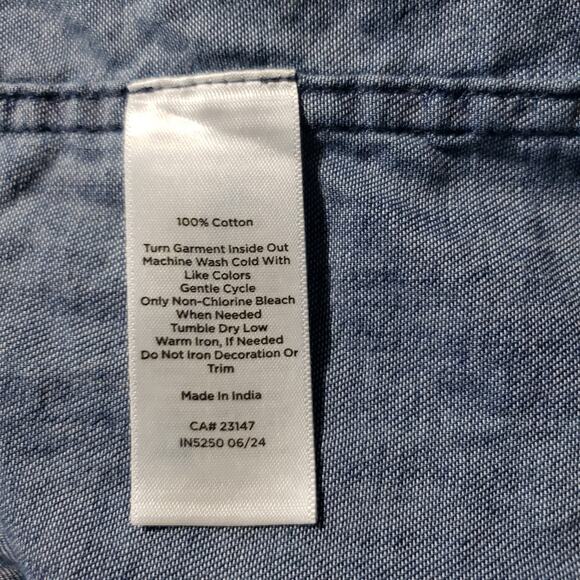 100% Cotton
Turn Garment Inside Out
Machine Wash Cold With
Like Colors
Gentle Cycle
Only Non-Chlorine Bleach
When Needed
Tumble Dry Low
Warm Iron, If Needed
Do Not Iron Decoration Or
Trim
Made In India
CA# 23147
IN5250 06/24